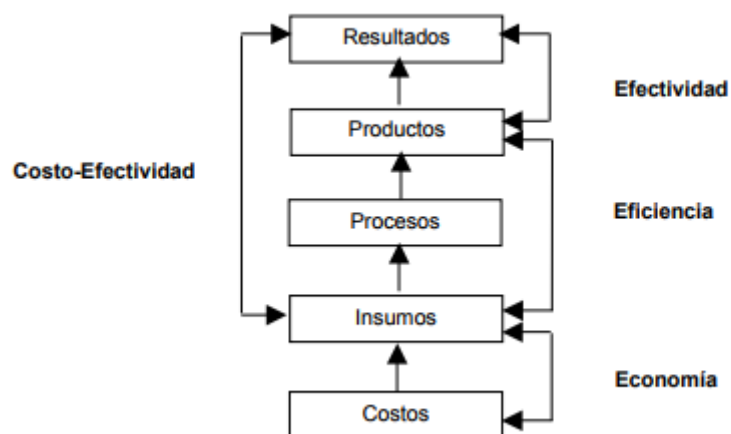 Resultados
Efectividad
Productos
Costo-Efectividad
Procesos
Eficiencia
Insumos
Economía
Costos